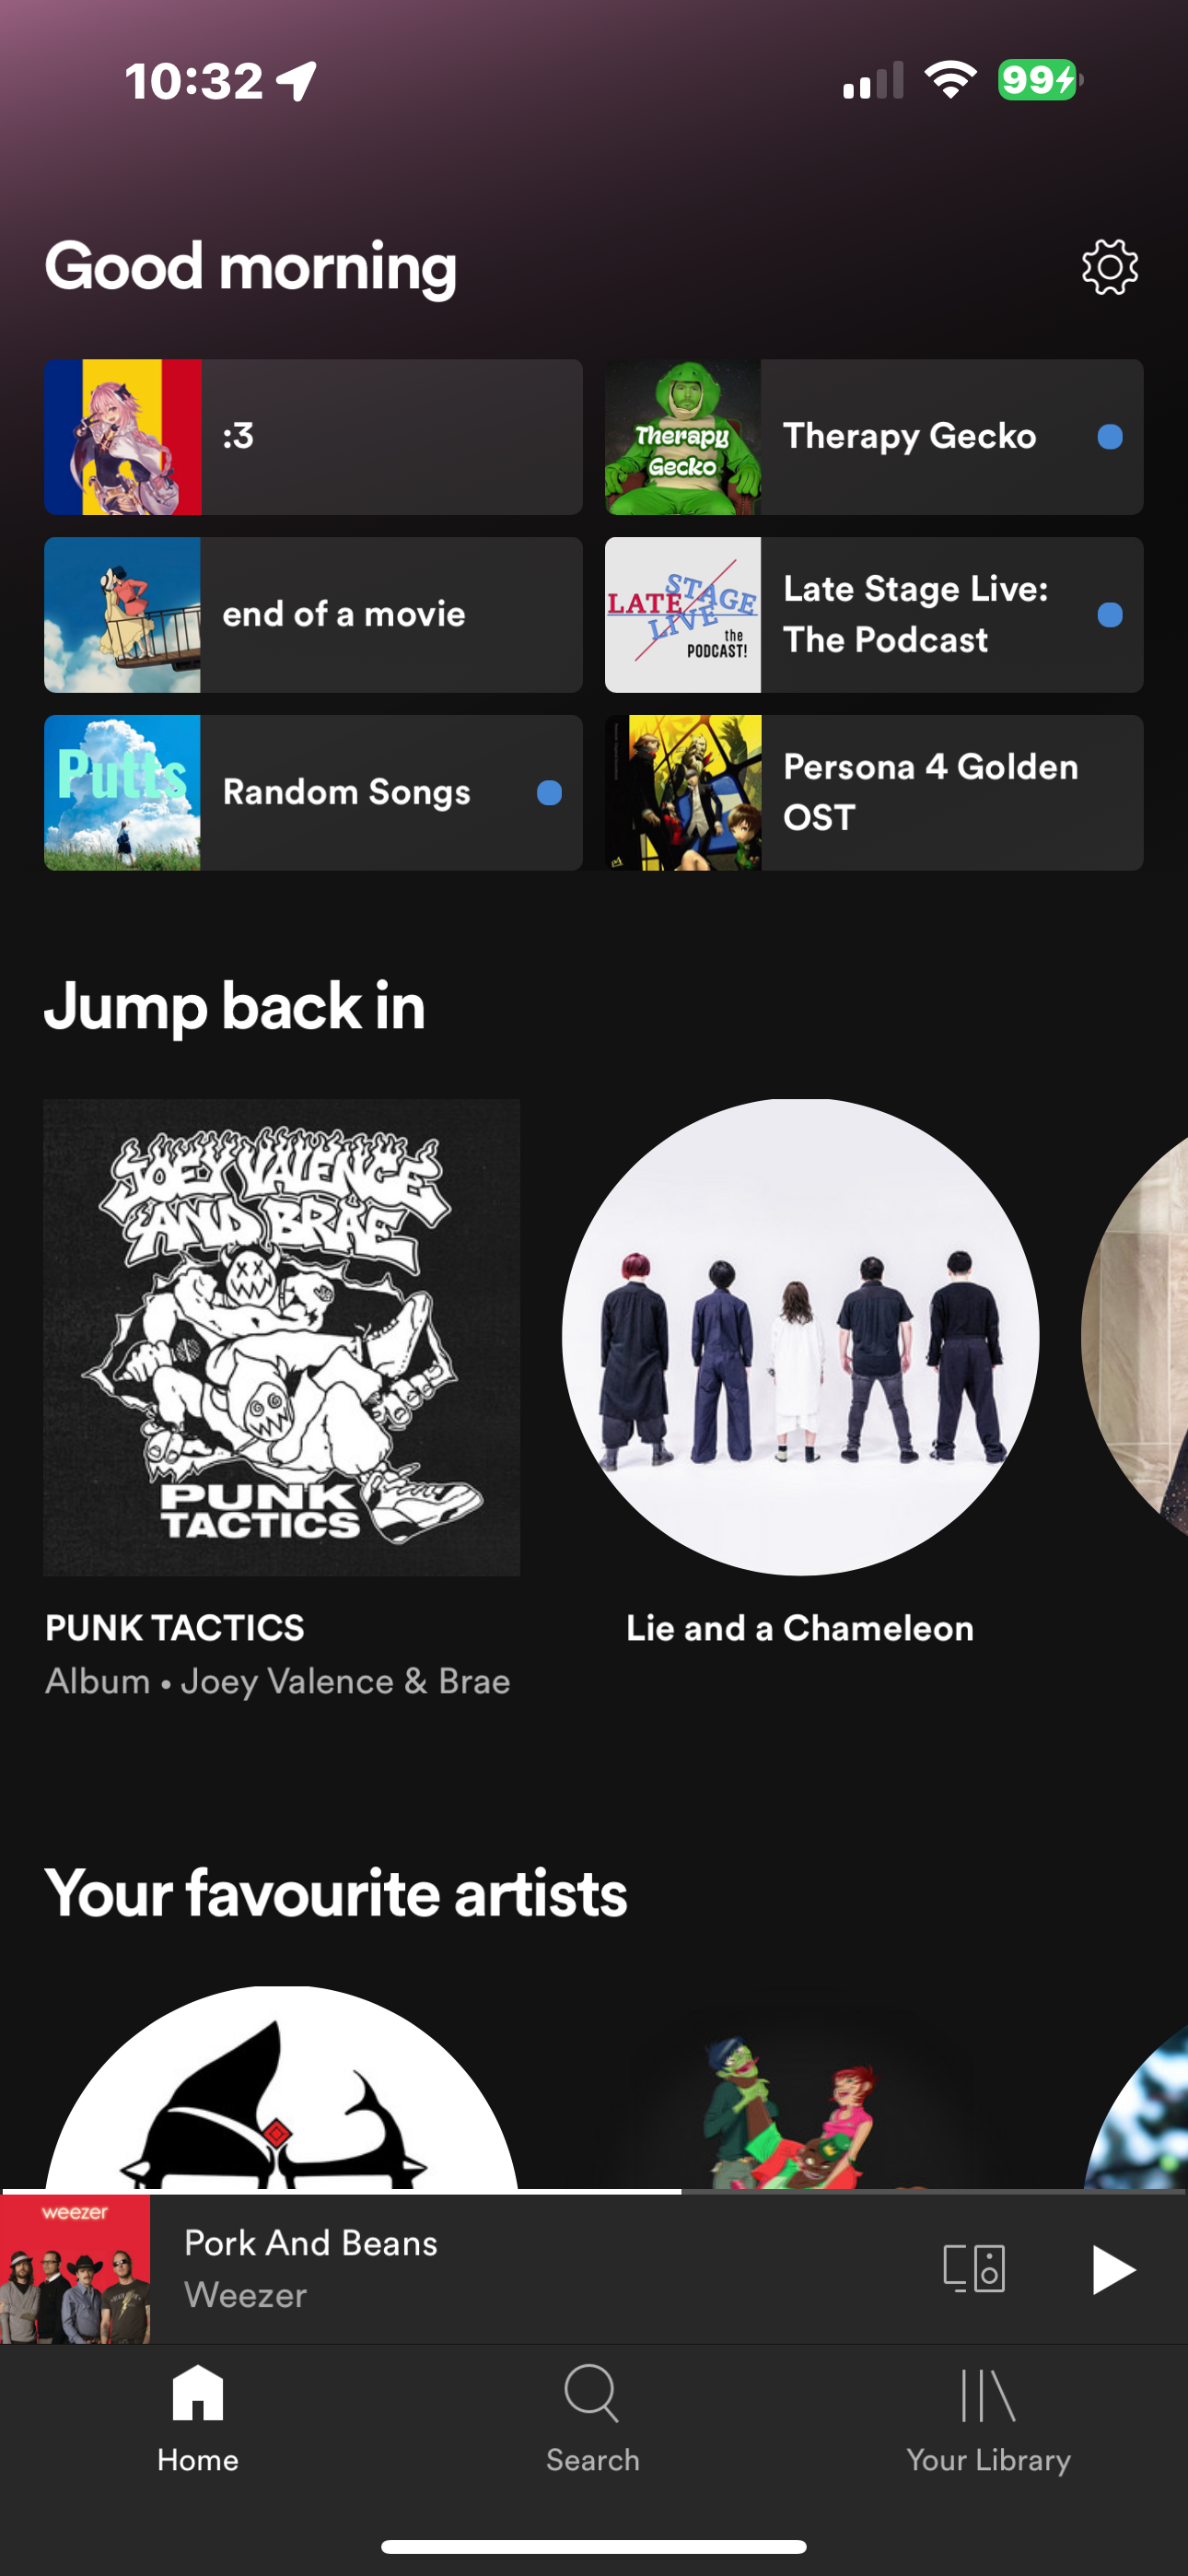 10:32
99
Good morning
:3
Therapy
Gecko
Therapy Gecko
end of a movie
STAGE
LATE
LIVE
the
PODCAST!
Late Stage Live:
The Podcast
Putts
Random Songs
Persona 4 Golden
OST
Jump back in
JOEY VALENCE
AND BRAE
PUNK
TACTICS
PUNK TACTICS
Album • Joey Valence & Brae
Lie and a Chameleon
Your favourite artists
weezer
Pork And Beans
Weezer
Home
Search
Your Library